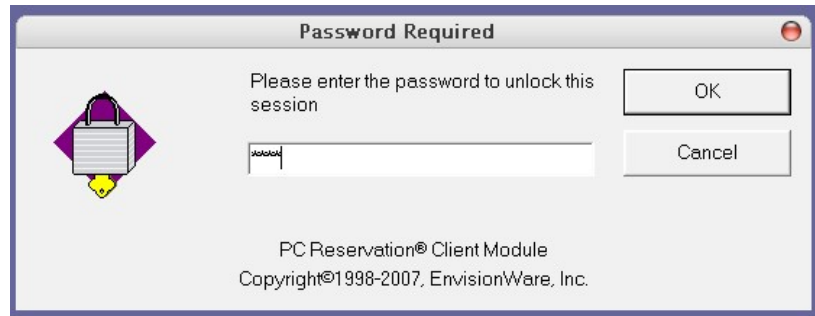 Password Required
Please enter the password to unlock this
session
OK
*****
Cancel
PC Reservation® Client Module
Copyright©1998-2007, EnvisionWare, Inc.